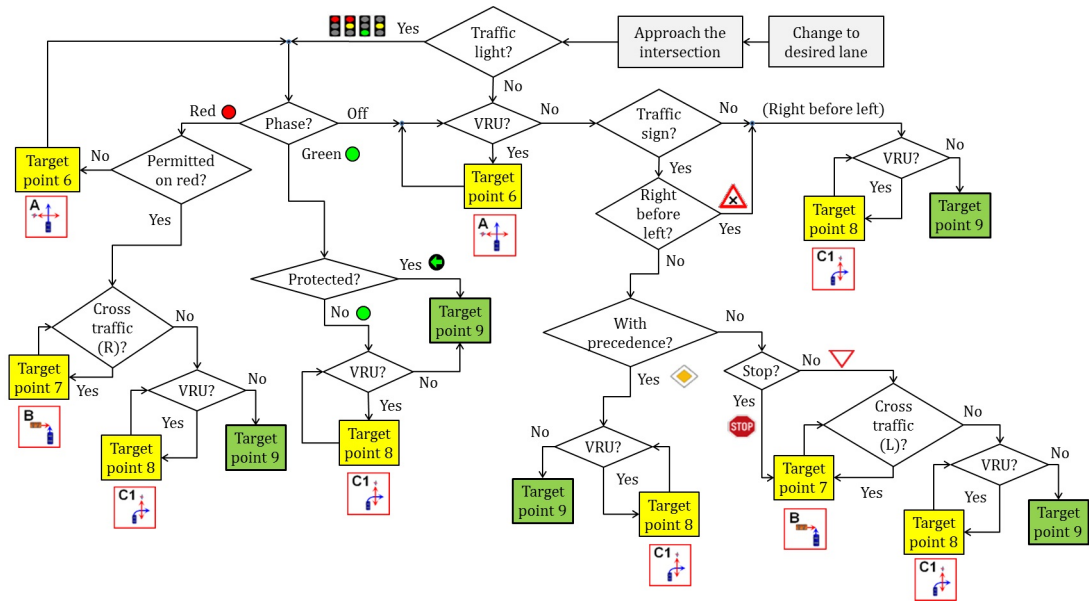 Yes
Traffic
light?
Approach the
intersection
Change to
desired lane
No
Red
Phase?
Off
VRU?
No
Traffic
sign?
No
(Right before left)
Green
Yes
Yes
VRU?
No
Target
point 6
No
Permitted
on red?
Target
point 6
Right
before
left?
Yes
Yes
Target
point 8
Target
point 9
A
Yes
A
No
C1
Protected?
Yes
Target
point 9
Cross
traffic
(R)?
No
No
With
precedence?
No
Target
point 7
Yes
VRU?
No
VRU?
No
Yes
Stop?
No
B
Yes
Yes
Yes
STOP
Cross
traffic
(L)?
No
Target
point 8
Target
point 9
Target
point 8
No
VRU?
Yes
Target
point 7
Yes
VRU?
No
C1
C1
Target
point 9
Target
point 8
B
Yes
Target
point 8
Target
point 9
C1
C1